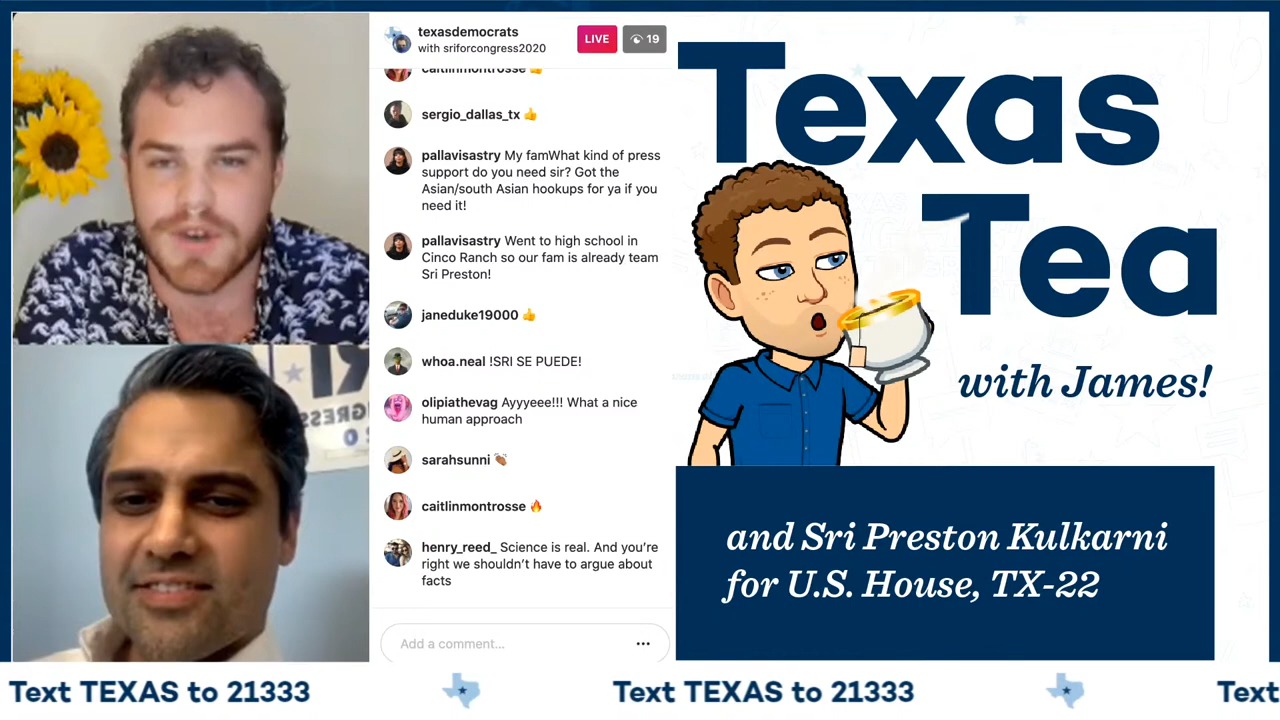 texasdemocrats
with sriforcongress2020
LIVE
19
caitlinmontrosse 👍
sergio_dallas_tx 👍
pallavisastry My famWhat kind of press
support do you need sir? Got the
Asian/south Asian hookups for ya if you
need it!
pallavisastry Went to high school in
Cinco Ranch so our fam is already team
Sri Preston!
janeduke19000 👍
whoa.neal !SRI SE PUEDE!
olipiathevag Ayyyeee!!! What a nice
human approach
sarahsunni 👏🏽
caitlinmontrosse 🔥
henry_reed_ Science is real. And you’re
right we shouldn’t have to argue about
facts
Add a comment...
Texas
Tea
with James!
and Sri Preston Kulkarni
for U.S. House, TX-22
Text TEXAS to 21333
Text TEXAS to 21333
Text